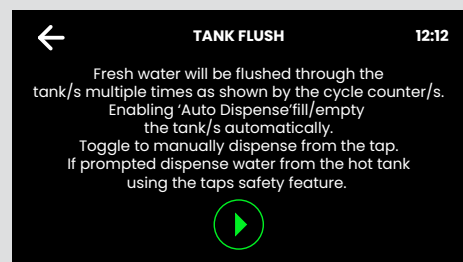 TANK FLUSH 12:12
Fresh water will be flushed through the
tank/s multiple times as shown by the cycle counter/s.
Enabling ‘Auto Dispense’fill/empty
the tank/s automatically.
Toggle to manually dispense from the tap.
If prompted dispense water from the hot tank
using the taps safety feature.